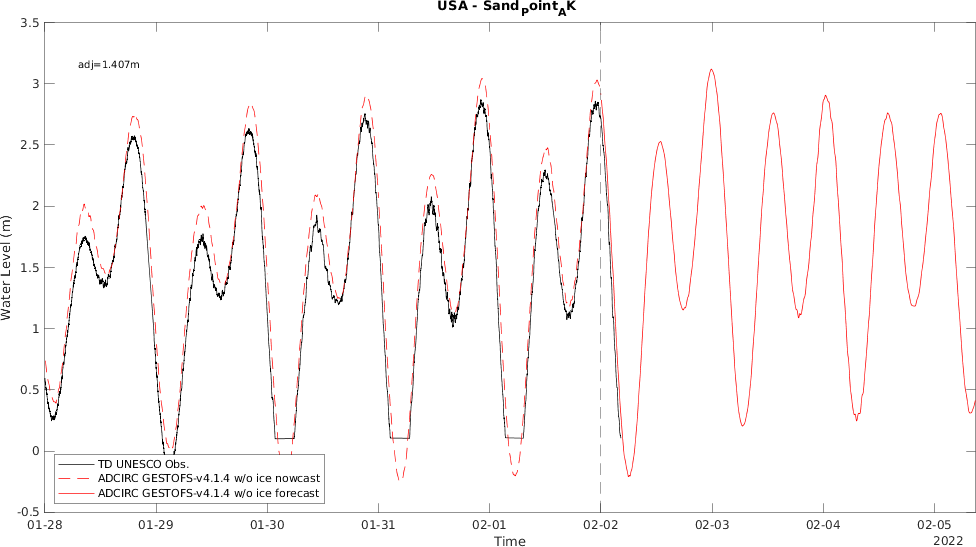 USA - Sand_Point_AK
adj=1.407m
3.5
3
2.5
2
1.5
1
0.5
0
-0.5
Water Level (m)
TD UNESCO Obs.
ADCIRC GESTOFS-v4.1.4 w/o ice nowcast
ADCIRC GESTOFS-v4.1.4 w/o ice forecast
01-28 01-29 01-30 01-31 02-01 02-02 02-03 02-04 02-05
Time
2022